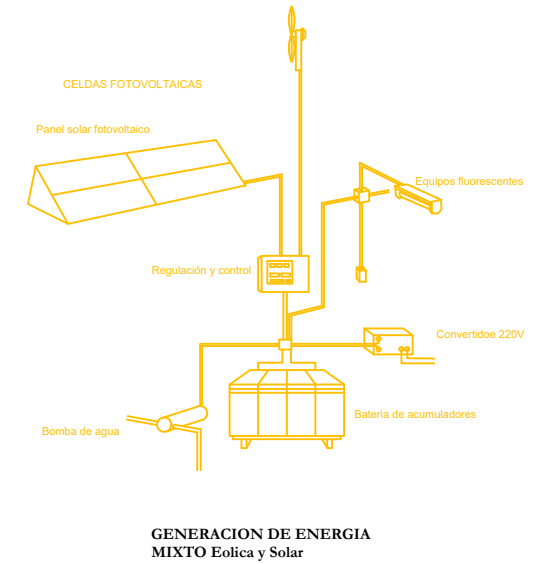 CELDAS FOTOVOLTAICAS
Panel solar fotovoltaico
Equipos fluorescentes
Regulación y control
Convertidoe 220V
Bateria de acumuladores
Bomba de agua
GENERACION DE ENERGIA
MIXTO Eolica y Solar